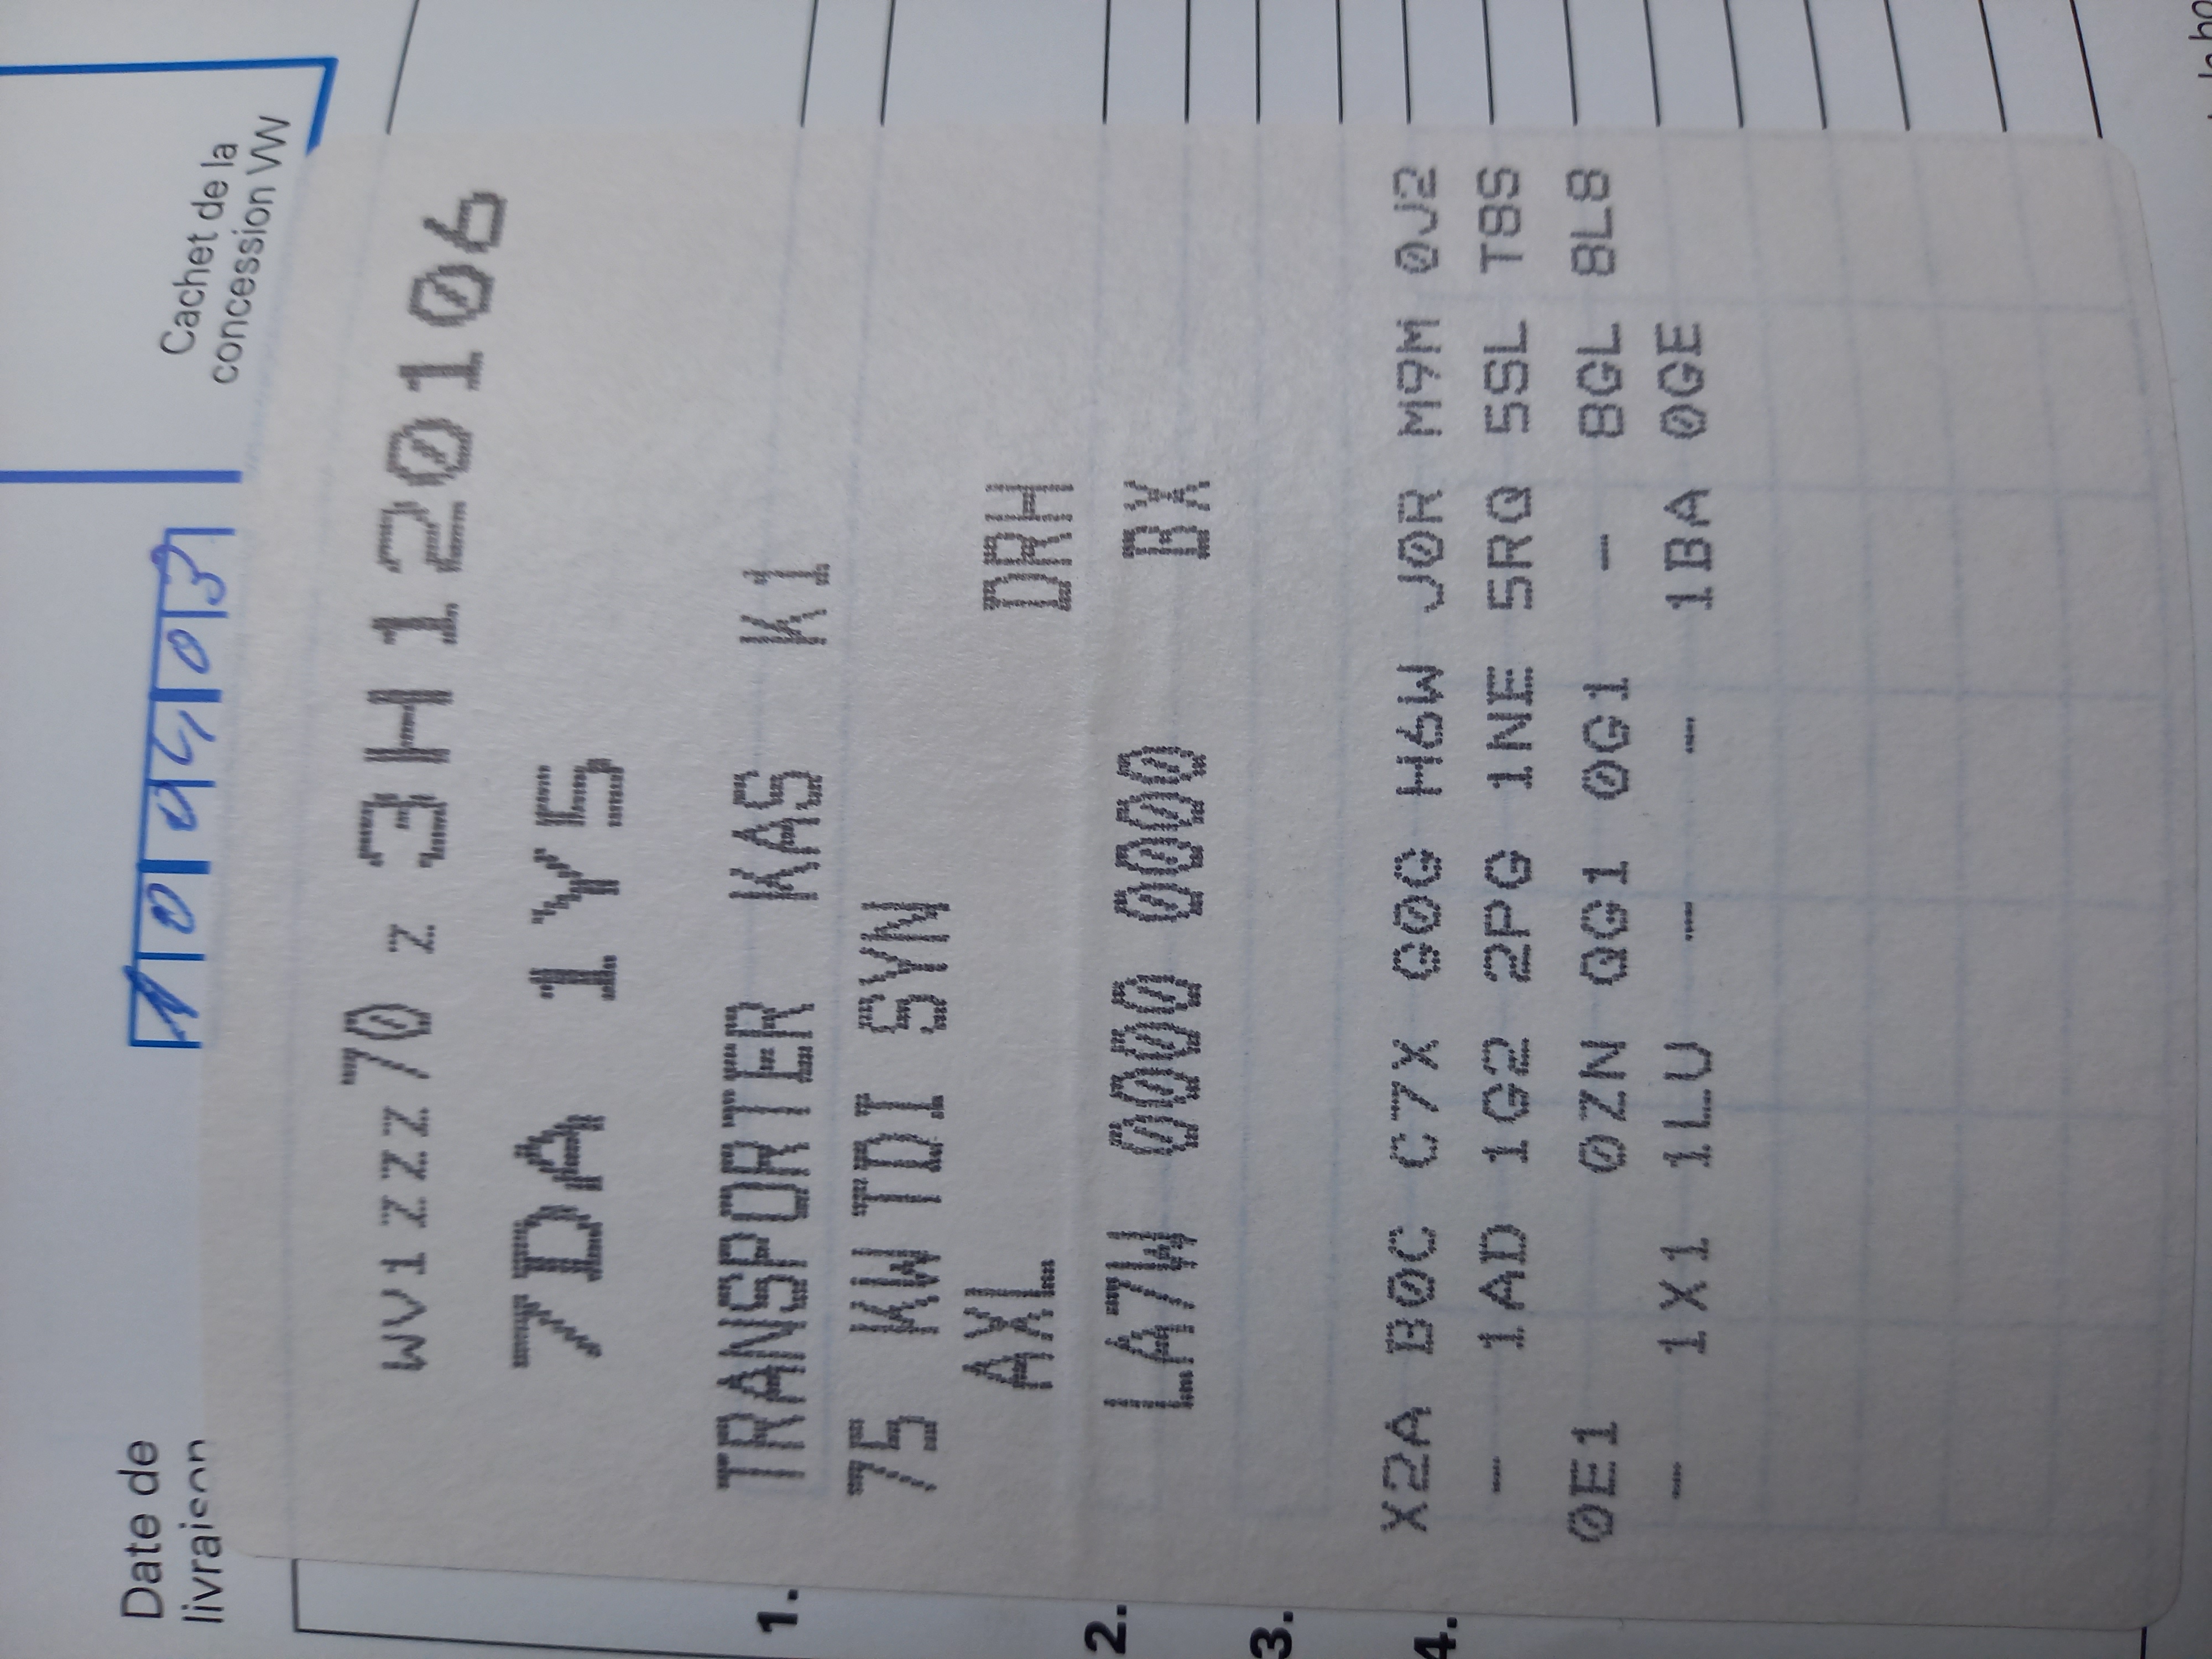 Date de
livraison
Cachet de la
concession VW
WV1ZZZ70 Z 3H120106
7DA 1Y5
1. TRANSPORTER KAS K1
75 KW TDI SYN
AXL DRH
2. LA7W 0000 0000 BX
3.
4. X2A B0C C7X G0G H6W J0R M9M 0J2
- 1AD 1G2 2PG 1NE 5RQ 5SL T8S
0E1 0ZN QG1 0G1 - 8GL 8L8
- 1X1 1LU - - 1BA 0GE